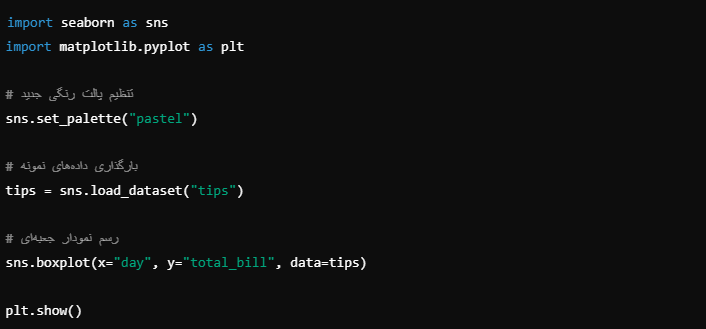 import seaborn as sns
import matplotlib.pyplot as plt
# تنظیم پالت رنگی جدید
sns.set_palette("pastel")
# بارگذاری داده‌های نمونه
tips = sns.load_dataset("tips")
# رسم نمودار جعبه‌ای
sns.boxplot(x="day", y="total_bill", data=tips)
plt.show()